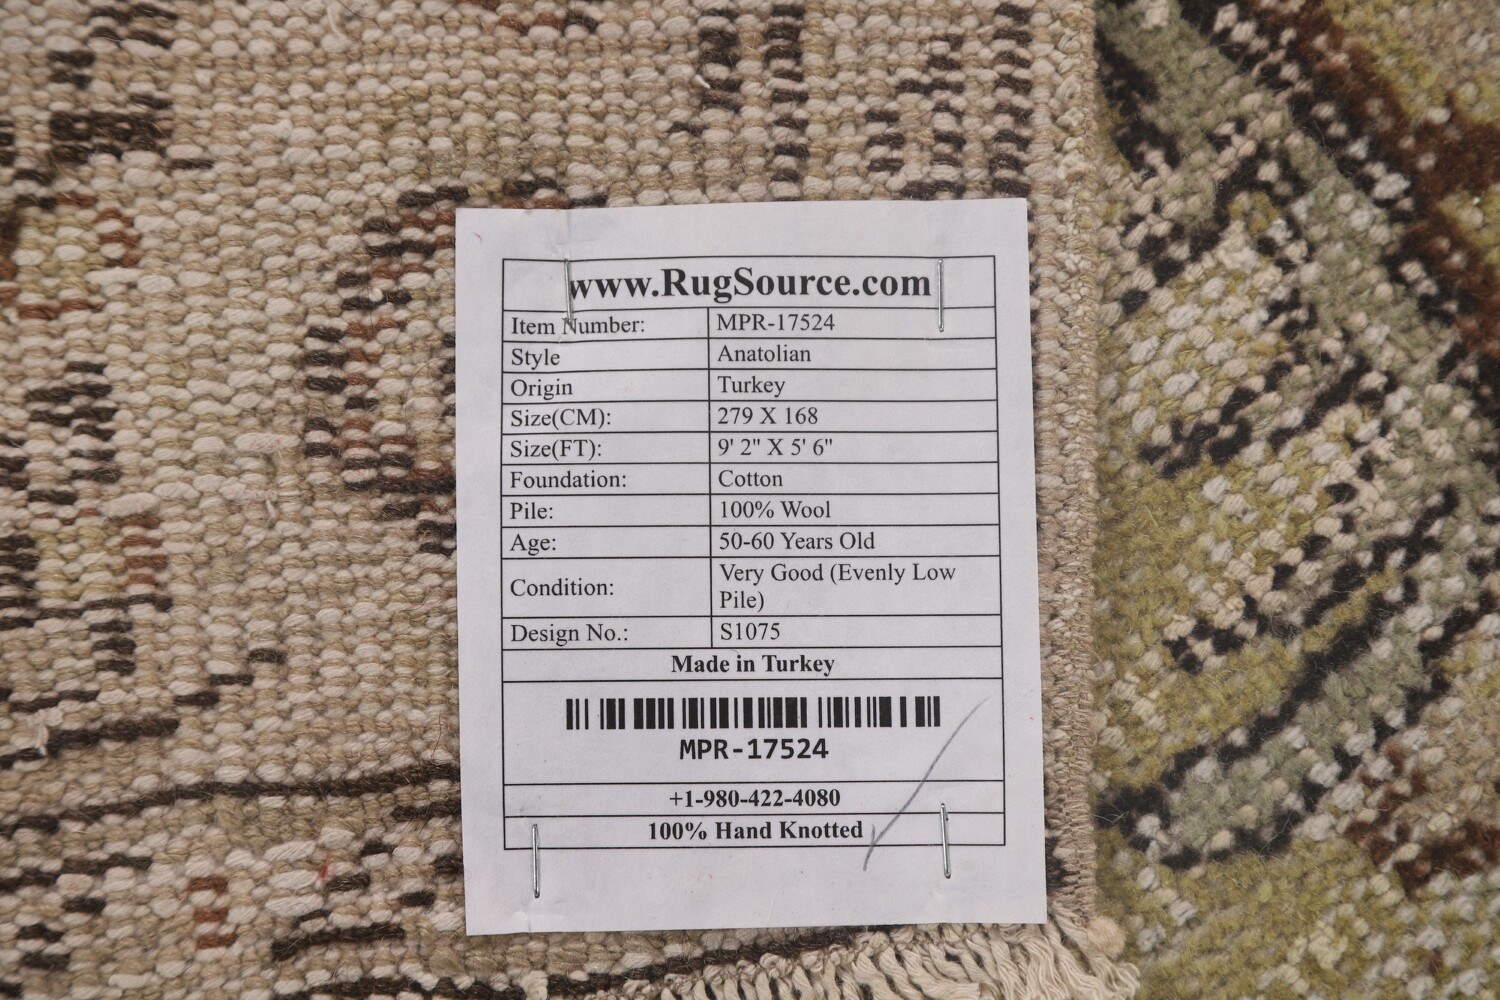 www.RugSource.com
Item Number: MPR-17524
Style Anatolian
Origin Turkey
Size(CM): 279 X 168
Size(FT): 9' 2" X 5' 6"
Foundation: Cotton
Pile: 100% Wool
Age: 50-60 Years Old
Condition: Very Good (Evenly Low
Pile)
Design No.: S1075
Made in Turkey
MPR-17524
+1-980-422-4080
100% Hand Knotted